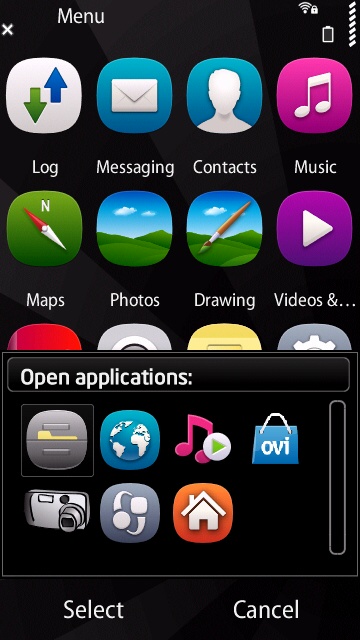 Menu
Log Messaging Contacts Music
N
Maps Photos Drawing Videos &...
Open applications:
ovi
Select Cancel